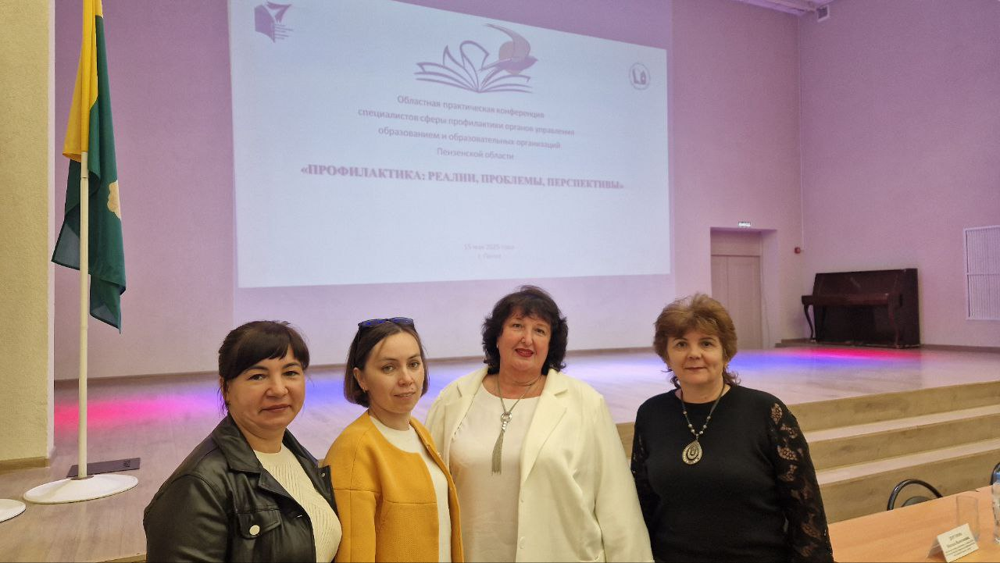 Областная практическая конференция
специалистов сферы профилактики органов управления
образованием и образовательных организаций
Пензенской области
«ПРОФИЛАКТИКА: РЕАЛИИ, ПРОБЛЕМЫ, ПЕРСПЕКТИВЫ»
15 мая 2025 года
г. Пенза